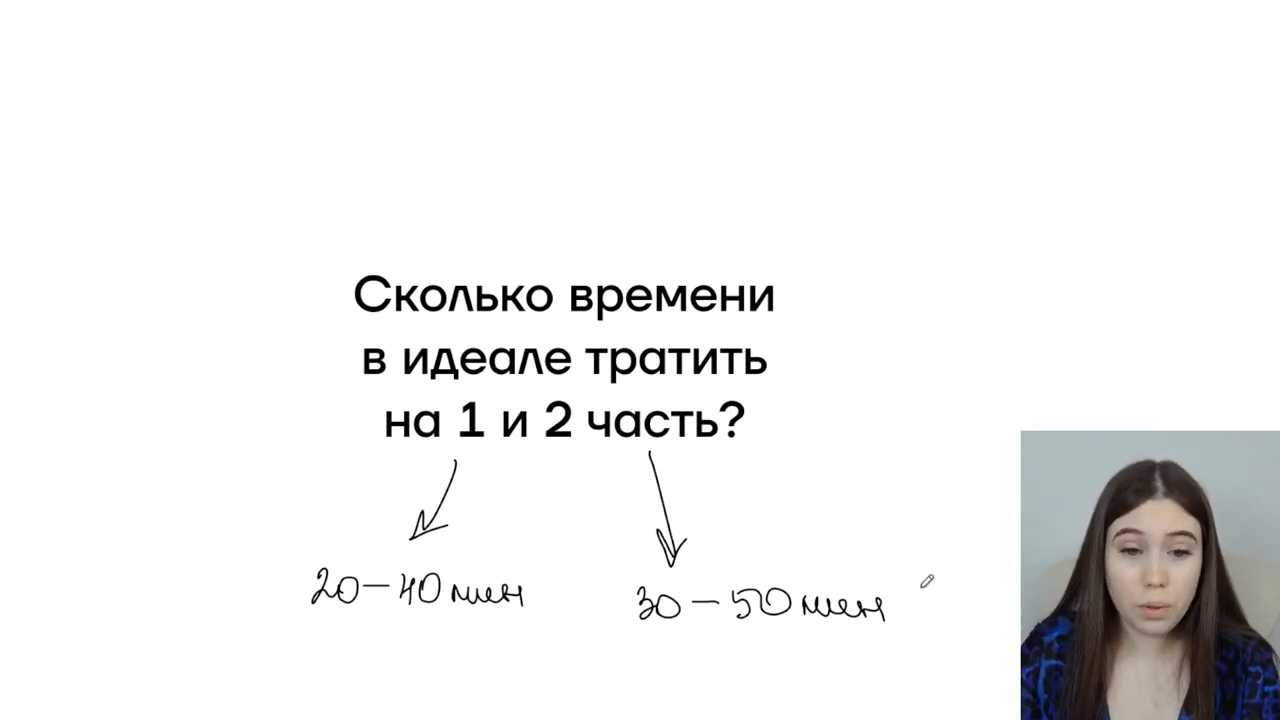 Сколько времени
в идеале тратить
на 1 и 2 часть?
20-40 мин
30-50 мин